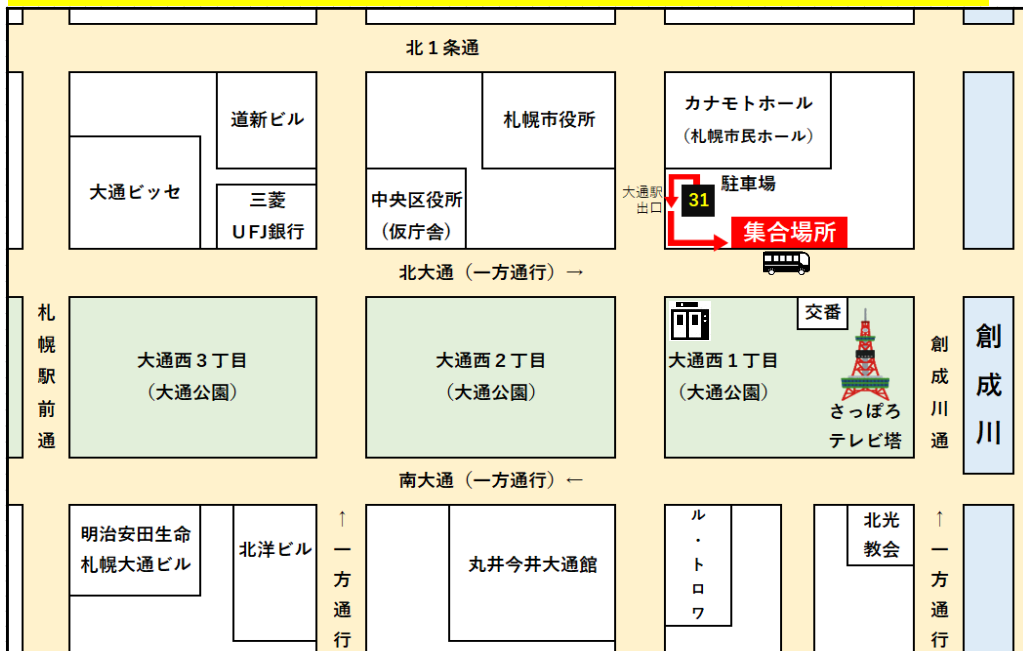 北１条通
道新ビル
札幌市役所
カナモトホール
（札幌市民ホール）
大通ビッセ
三菱
UFJ銀行
中央区役所
（仮庁舎）
大通駅
出口
31
駐車場
集合場所
北大通（一方通行）→
札幌駅前通
大通西３丁目
（大通公園）
大通西２丁目
（大通公園）
大通西１丁目
（大通公園）
交番
さっぽろ
テレビ塔
創成川通
創成川
南大通（一方通行）←
明治安田生命
札幌大通ビル
北洋ビル
↑一方通行
丸井今井大通館
ル・トロワ
北光
教会
↑一方通行